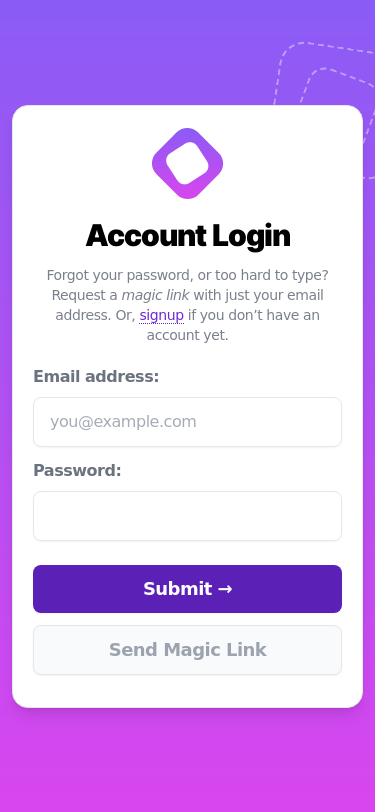 Account Login
Forgot your password, or too hard to type?
Request a magic link with just your email
address. Or, signup if you don’t have an
account yet.
Email address:
you@example.com
Password:
Submit →
Send Magic Link